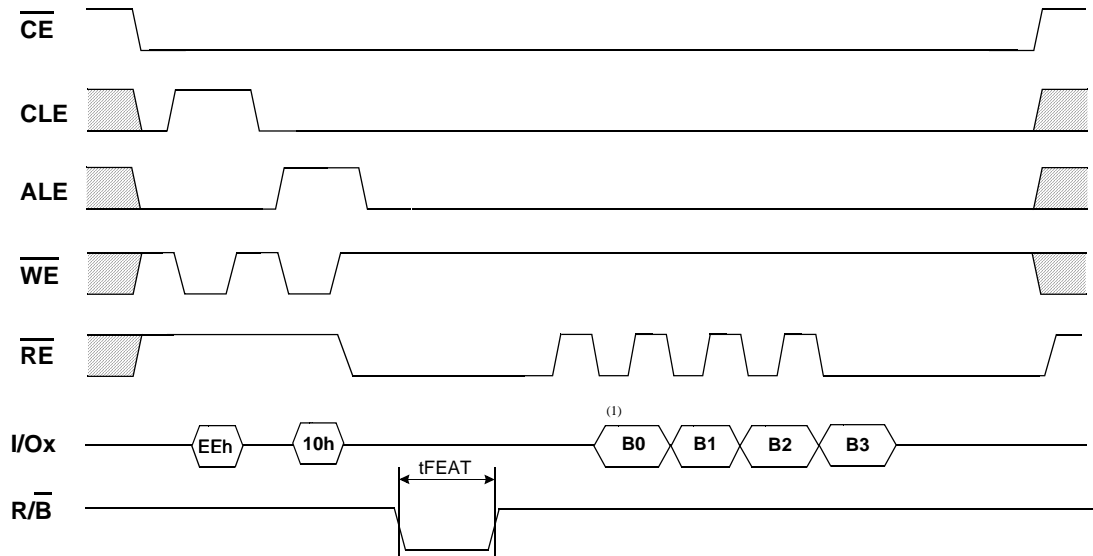 CE
CLE
ALE
WE
RE
(1)
I/Ox EEh 10h B0 B1 B2 B3
tFEAT
R/B